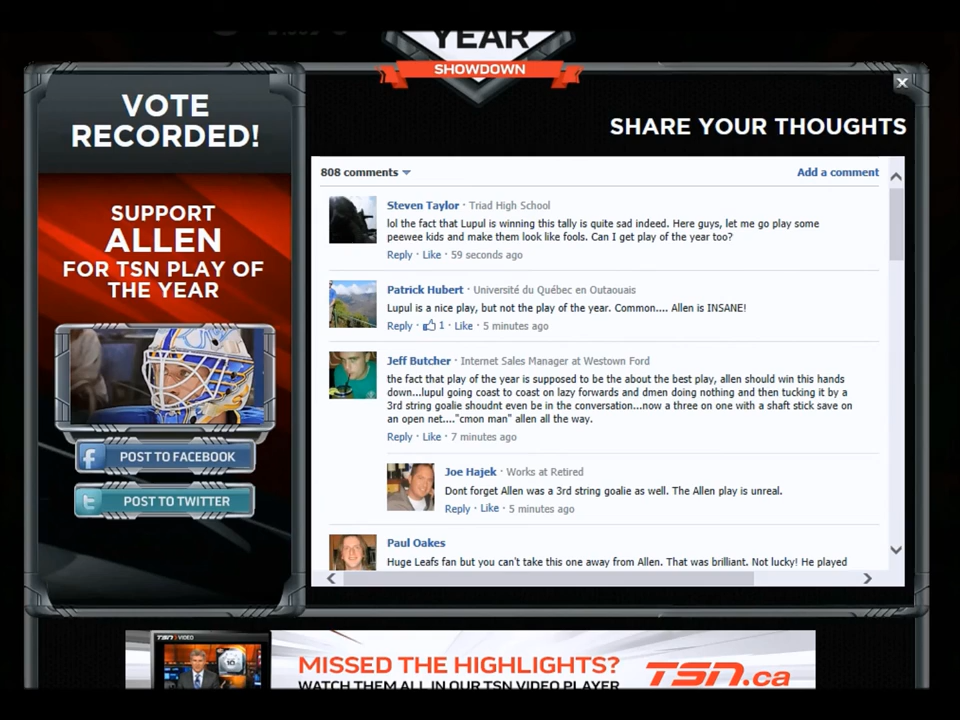 YEAR
SHOWDOWN
VOTE
RECORDED!
SUPPORT
ALLEN
FOR TSN PLAY OF
THE YEAR
POST TO FACEBOOK
POST TO TWITTER
SHARE YOUR THOUGHTS
808 comments
Add a comment
Steven Taylor · Triad High School
lol the fact that Lupul is winning this tally is quite sad indeed. Here guys, let me go play some
peewee kids and make them look like fools. Can I get play of the year too?
Reply · Like · 59 seconds ago
Patrick Hubert · Université du Québec en Outaouais
Lupul is a nice play, but not the play of the year. Common.... Allen is INSANE!
Reply · 1 · Like · 5 minutes ago
Jeff Butcher · Internet Sales Manager at Westown Ford
the fact that play of the year is supposed to be the about the best play, allen should win this hands
down...lupul going coast to coast on lazy forwards and dmen doing nothing and then tucking it by a
3rd string goalie shoudnt even be in the conversation...now a three on one with a shaft stick save on
an open net...."cmon man" allen all the way.
Reply · Like · 7 minutes ago
Joe Hajek · Works at Retired
Dont forget Allen was a 3rd string goalie as well. The Allen play is unreal.
Reply · Like · 5 minutes ago
Paul Oakes
Huge Leafs fan but you can't take this one away from Allen. That was brilliant. Not lucky! He played
TSN VIDEO
MISSED THE HIGHLIGHTS?
WATCH THEM ALL IN OUR TSN VIDEO PLAYER
TSN.ca